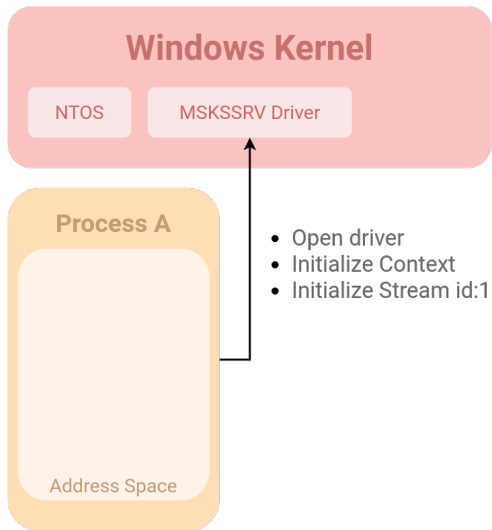 Windows Kernel
NTOS
MSKSSRV Driver
Process A
Open driver
Initialize Context
Initialize Stream id:1
Address Space